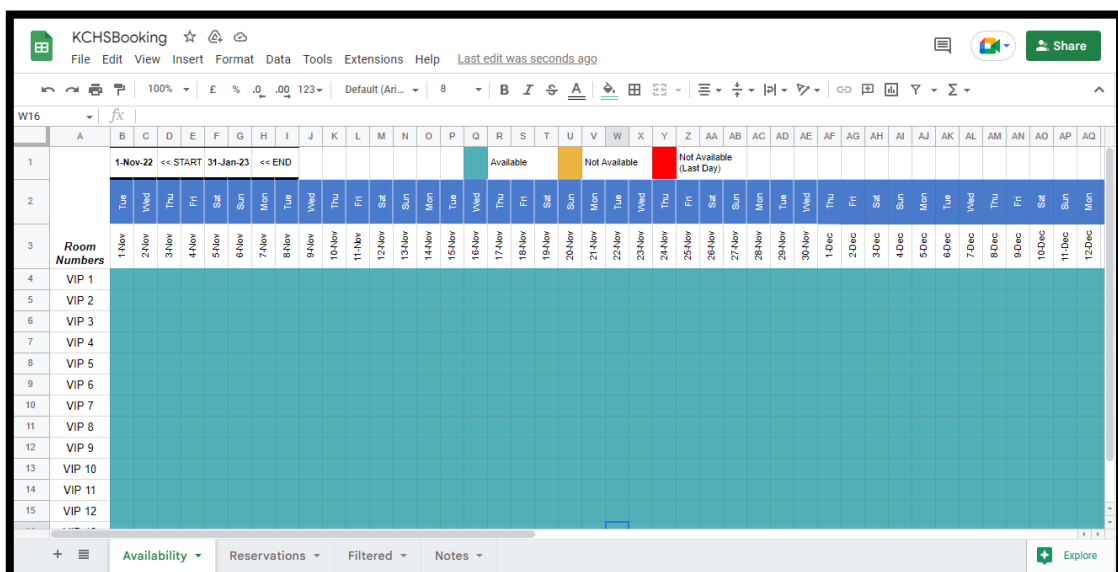 KCHSBooking
File Edit View Insert Format Data Tools Extensions Help Last edit was seconds ago
Share
100% £ % .0 .00 123 Default (Ari... 8 B I S A
W16 fx
A B C D E F G H I J K L M N O P Q R S T U V W X Y Z AA AB AC AD AE AF AG AH AI AJ AK AL AM AN AO AP AQ
1 1-Nov-22 << START 31-Jan-23 << END Available Not Available Not Available
(Last Day)
2 Tue Wed Thu Fri Sat Sun Mon Tue Wed Thu Fri Sat Sun Mon Tue Wed Thu Fri Sat Sun Mon Tue Wed Thu Fri Sat Sun Mon Tue Wed Thu Fri Sat Sun Mon Tue Wed Thu Fri Sat Sun Mon
3 Room
Numbers 1-Nov 2-Nov 3-Nov 4-Nov 5-Nov 6-Nov 7-Nov 8-Nov 9-Nov 10-Nov 11-Nov 12-Nov 13-Nov 14-Nov 15-Nov 16-Nov 17-Nov 18-Nov 19-Nov 20-Nov 21-Nov 22-Nov 23-Nov 24-Nov 25-Nov 26-Nov 27-Nov 28-Nov 29-Nov 30-Nov 1-Dec 2-Dec 3-Dec 4-Dec 5-Dec 6-Dec 7-Dec 8-Dec 9-Dec 10-Dec 11-Dec 12-Dec
4 VIP 1
5 VIP 2
6 VIP 3
7 VIP 4
8 VIP 5
9 VIP 6
10 VIP 7
11 VIP 8
12 VIP 9
13 VIP 10
14 VIP 11
15 VIP 12
Availability Reservations Filtered Notes Explore